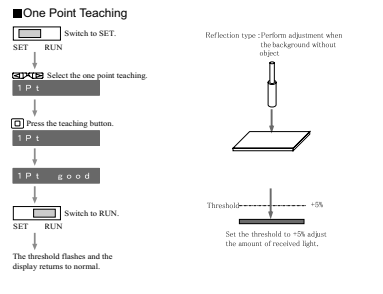 ■One Point Teaching
Switch to SET.
SET RUN
Select the one point teaching.
1Pt
Press the teaching button.
1Pt
1Pt good
Switch to RUN.
SET RUN
The threshold flashes and the
display returns to normal.
Reflection type :Perform adjustment when
the background without
object
Threshold +5%
Set the threshold to +5% adjust
the amount of received light.